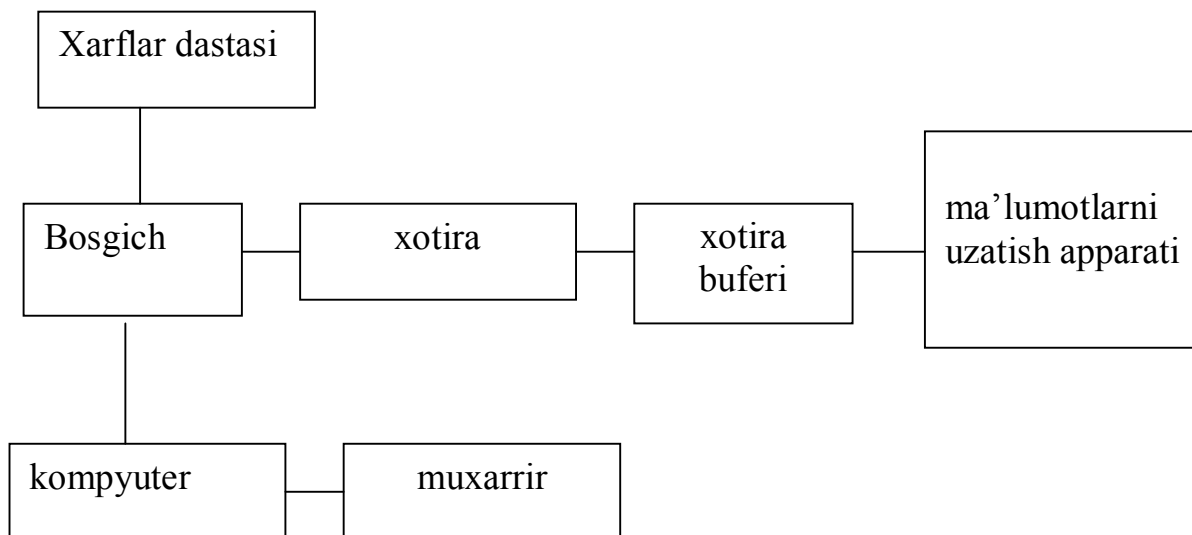 Xarflar dastasi
Bosgich
xotira
xotira
buferi
ma’lumotlarni
uzatish apparati
kompyuter
muxarrir